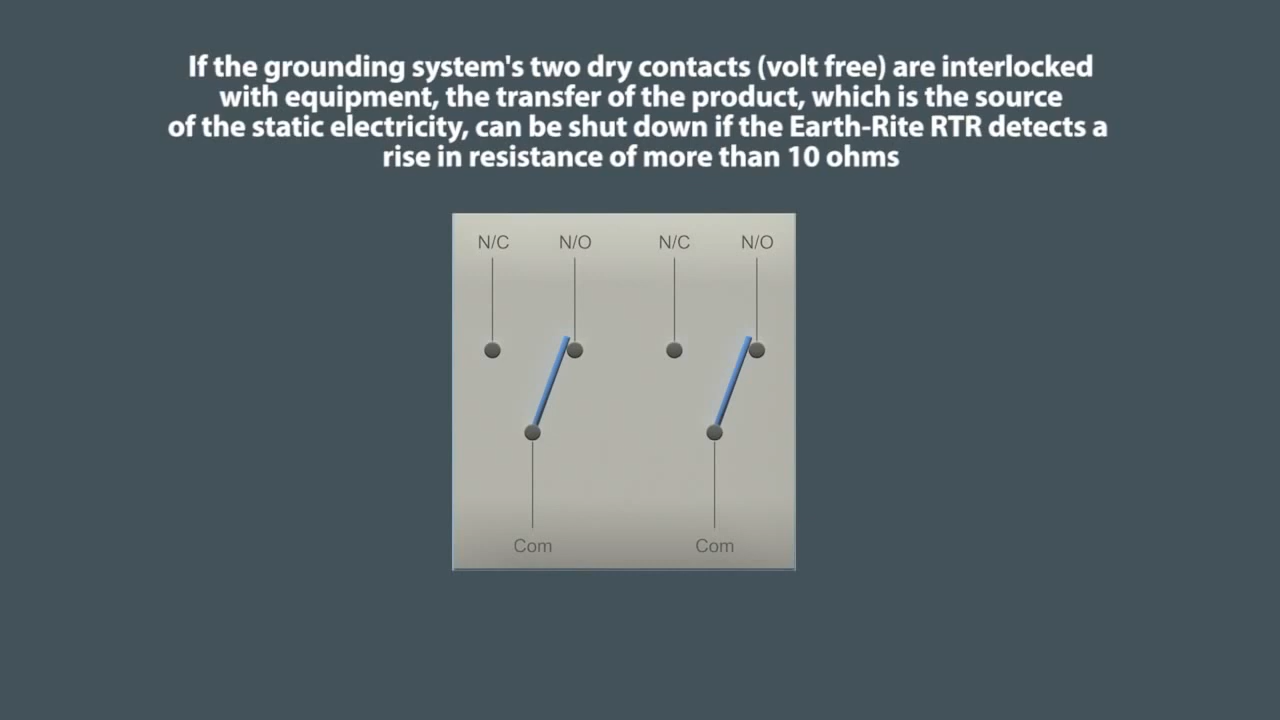 If the grounding system's two dry contacts (volt free) are interlocked
with equipment, the transfer of the product, which is the source
of the static electricity, can be shut down if the Earth-Rite RTR detects a
rise in resistance of more than 10 ohms
N/C N/O N/C N/O
Com Com